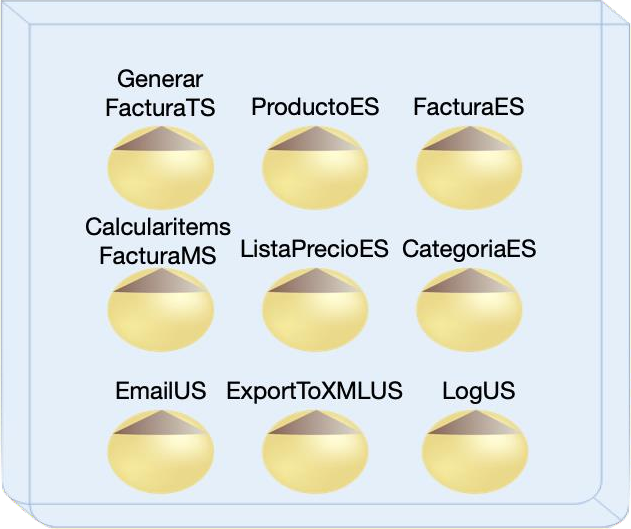 Generar
FacturaTS
ProductoES
FacturaES
Calcularitems
FacturaMS
ListaPrecioES
CategoriaES
EmailUS
ExportToXMLUS
LogUS